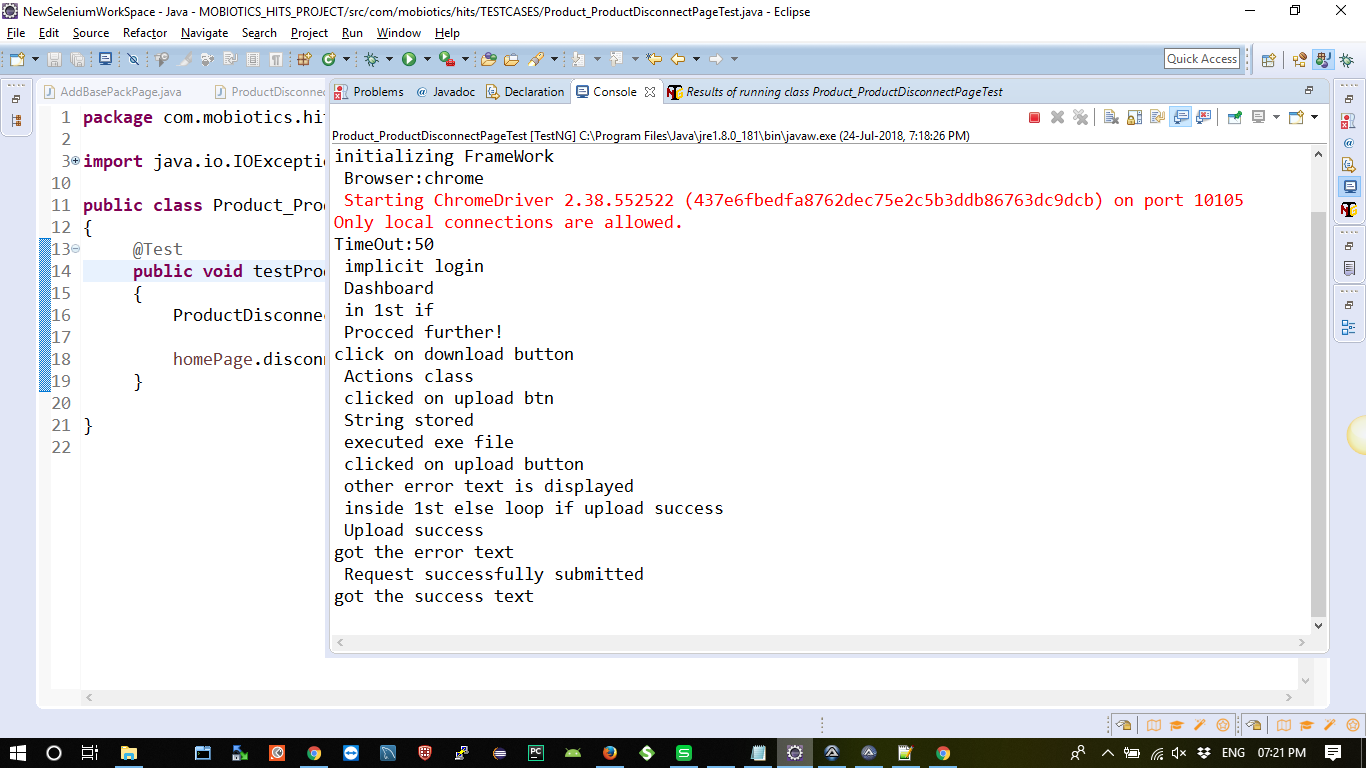 NewSeleniumWorkSpace - Java - MOBIOTICS_HITS_PROJECT/src/com/mobiotics/hits/TESTCASES/Product_ProductDisconnectPageTest.java - Eclipse
File Edit Source Refactor Navigate Search Project Run Window Help
Quick Access
AddBasePackPage.java ProductDisconnec
Problems @ Javadoc Declaration Console Results of running class Product_ProductDisconnectPageTest
Product_ProductDisconnectPageTest [TestNG] C:\Program Files\Java\jre1.8.0_181\bin\javaw.exe (24-Jul-2018, 7:18:26 PM)
1 package com.mobiotics.hi
2
3 import java.io.IOExcepti
10
11 public class Product_Pro
12 {
13 @Test
14 public void testPro
15 {
16 ProductDisconne
17
18 homePage.discon
19 }
20
21 }
22
initializing FrameWork
Browser:chrome
Starting ChromeDriver 2.38.552522 (437e6fbedfa8762dec75e2c5b3ddb86763dc9dcb) on port 10105
Only local connections are allowed.
TimeOut:50
implicit login
Dashboard
in 1st if
Procced further!
click on download button
Actions class
clicked on upload btn
String stored
executed exe file
clicked on upload button
other error text is displayed
inside 1st else loop if upload success
Upload success
got the error text
Request successfully submitted
got the success text
ENG 07:21 PM